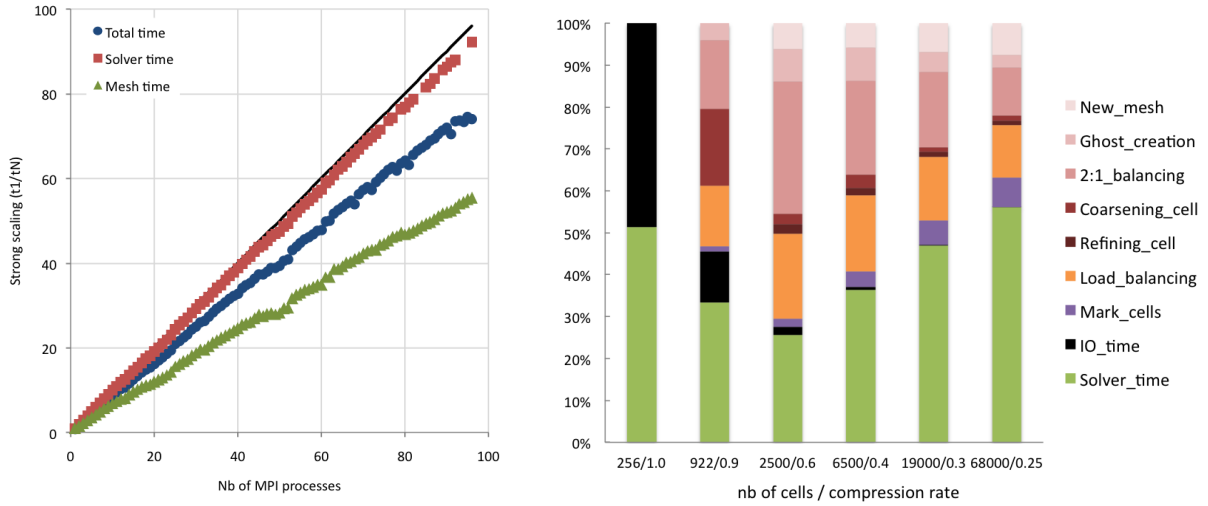 100
80
60
40
20
0
Strong scaling (t1/tN)
Total time
Solver time
Mesh time
0 20 40 60 80 100
Nb of MPI processes
100%
90%
80%
70%
60%
50%
40%
30%
20%
10%
0%
256/1.0 922/0.9 2500/0.6 6500/0.4 19000/0.3 68000/0.25
nb of cells / compression rate
New_mesh
Ghost_creation
2:1_balancing
Coarsening_cell
Refining_cell
Load_balancing
Mark_cells
IO_time
Solver_time